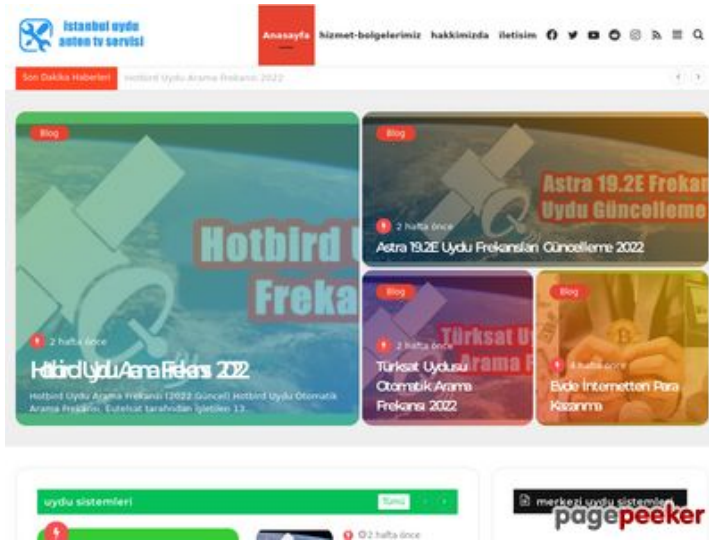 istanbul uydu
anten tv servisi
Anasayfa hizmet-bolgelerimiz hakkimizda iletisim
Son Dakika Haberleri Hotbird Uydu Arama Frekansı 2022
Blog
Hotbird
Freka
2 hafta önce
Hotbird Uydu Arama Frekansı 2022
Hotbird Uydu Arama Frekansı (2022 Güncel) Hotbird Uydu Otomatik
Arama Frekansı, Eutelsat tarafından işletilen 13...
Blog
Astra 19.2E Frekan
Uydu Güncelleme
2 hafta önce
Astra 19.2E Uydu Frekansları Güncelleme 2022
Blog
Türksat U
Arama F
2 hafta önce
Türksat Uydusu
Otomatik Arama
Frekansı 2022
Blog
4 hafta önce
Evde İnternetten Para
Kazanma
uydu sistemleri Tümü
2 hafta önce
merkezi uydu sistemleri
pagepeeker